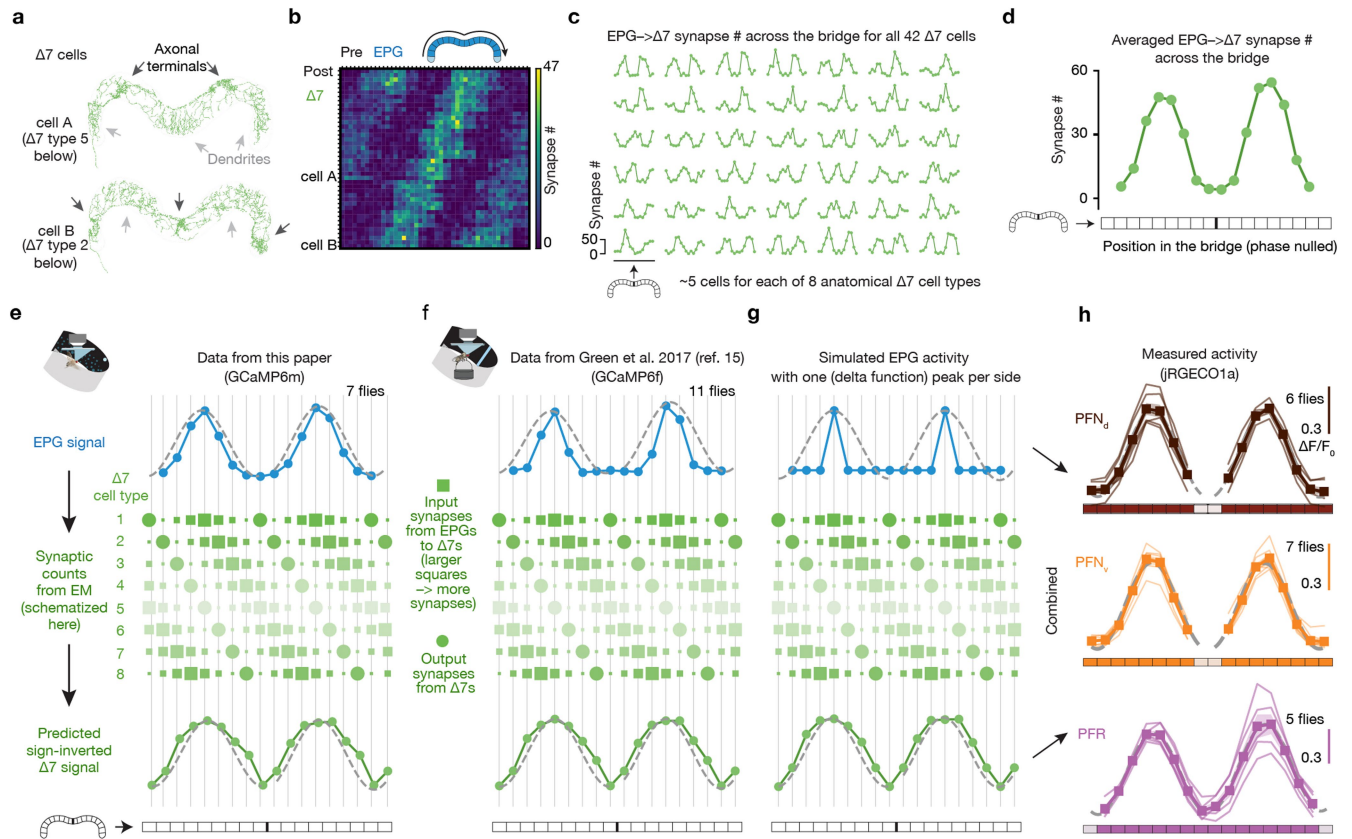 a
Δ7 cells
Axonal
terminals
cell A
(Δ7 type 5
below)
Dendrites
cell B
(Δ7 type 2
below)
b
Pre
EPG
Post
Δ7
cell A
cell B
47
Synapse #
0
c
EPG–>Δ7 synapse # across the bridge for all 42 Δ7 cells
Synapse #
50
0
~5 cells for each of 8 anatomical Δ7 cell types
d
Averaged EPG–>Δ7 synapse #
across the bridge
60
30
0
Synapse #
Position in the bridge (phase nulled)
e
Data from this paper
(GCaMP6m)
7 flies
EPG signal
Δ7
cell type
1
2
3
4
5
6
7
8
Synaptic
counts
from EM
(schematized
here)
Predicted
sign-inverted
Δ7 signal
f
Data from Green et al. 2017 (ref. 15)
(GCaMP6f)
11 flies
Input
synapses
from EPGs
to Δ7s
(larger
squares
–> more
synapses)
Output
synapses
from Δ7s
g
Simulated EPG activity
with one (delta function) peak per side
h
Measured activity
(jRGECO1a)
PFNd
6 flies
0.3
ΔF/F0
Combined
PFNv
7 flies
0.3
PFR
5 flies
0.3